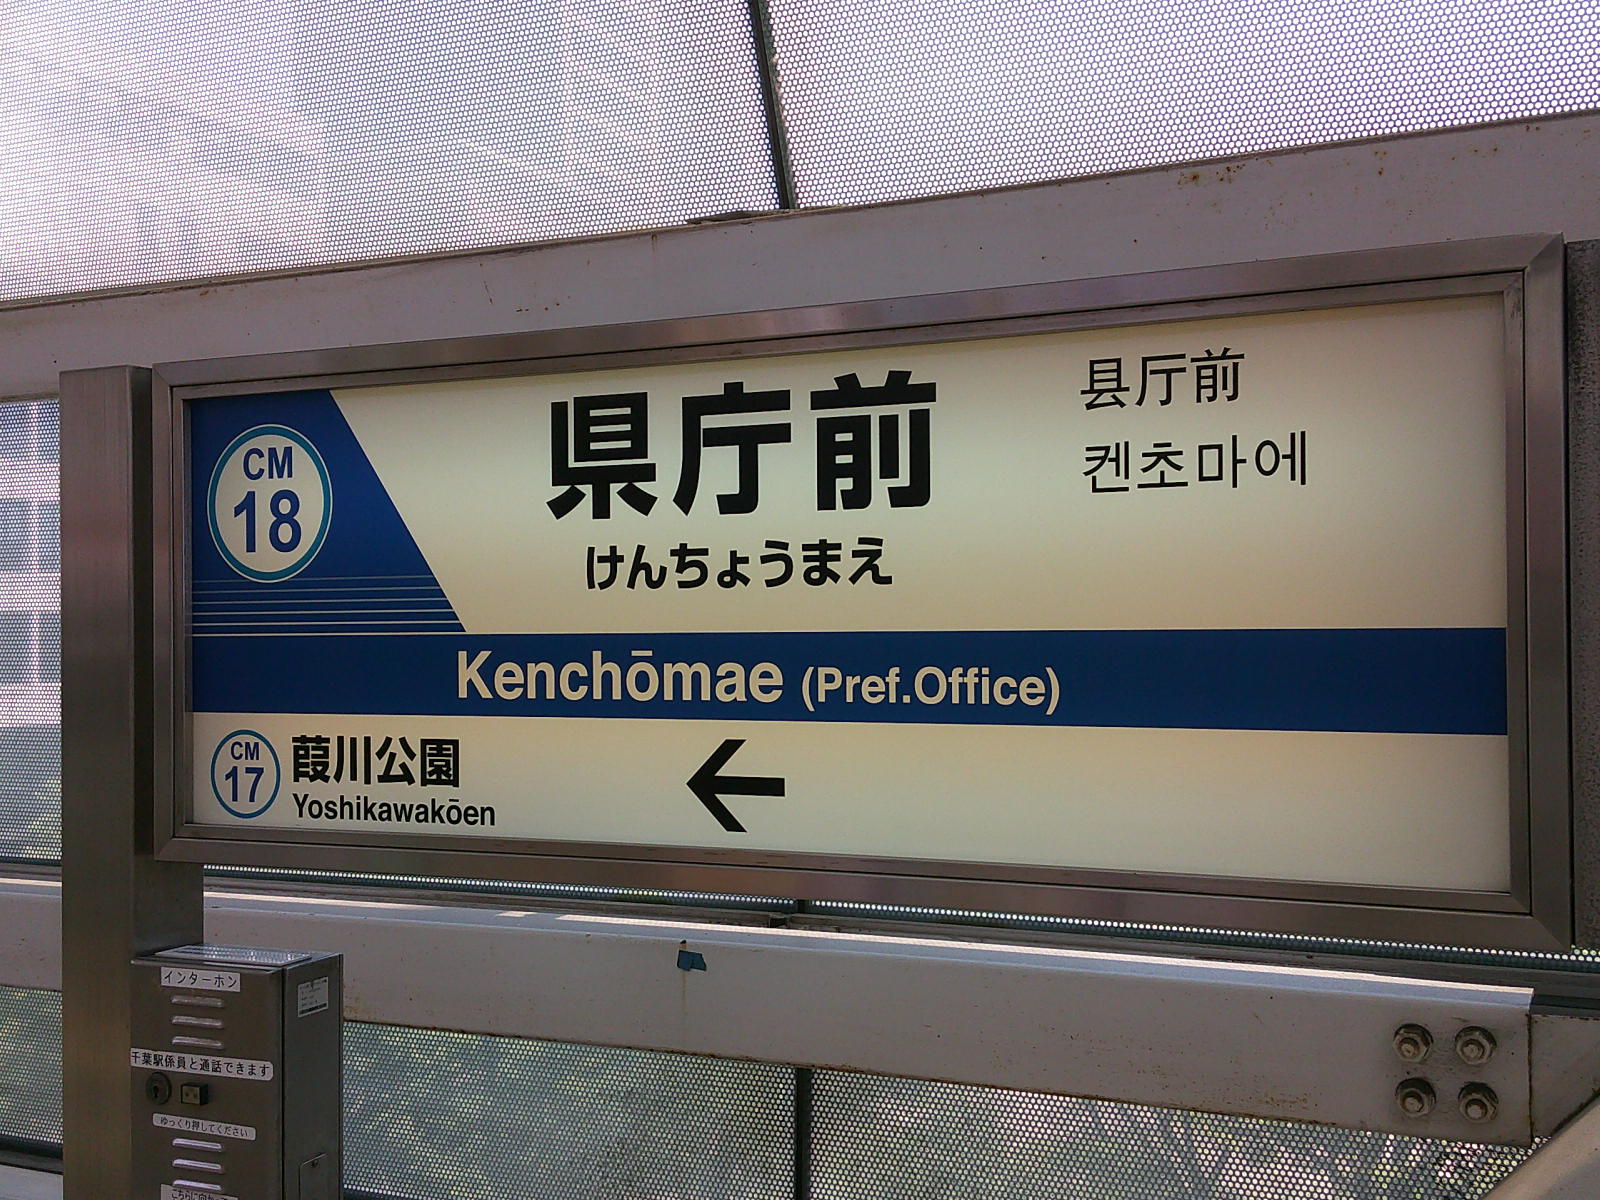 CM
18
県庁前
けんちょうまえ
县厅前
켄초마에
Kenchōmae (Pref.Office)
CM
17
葭川公園
Yoshikawakōen
←
インターホン
千葉駅係員と通話できます
ゆっくり押してください